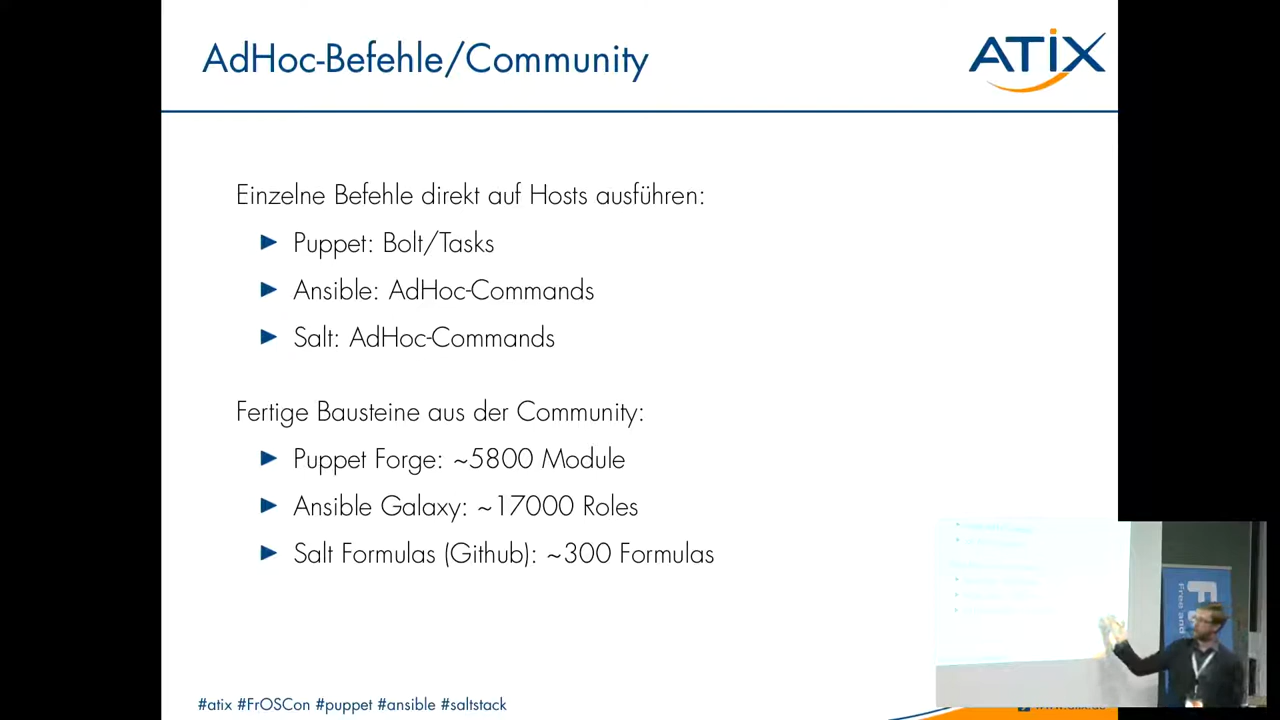 AdHoc-Befehle/Community
ATIX
Einzelne Befehle direkt auf Hosts ausführen:
Puppet: Bolt/Tasks
Ansible: AdHoc-Commands
Salt: AdHoc-Commands
Fertige Bausteine aus der Community:
Puppet Forge: ~5800 Module
Ansible Galaxy: ~17000 Roles
Salt Formulas (Github): ~300 Formulas
Free and
#atix #FrOSCon #puppet #ansible #saltstack